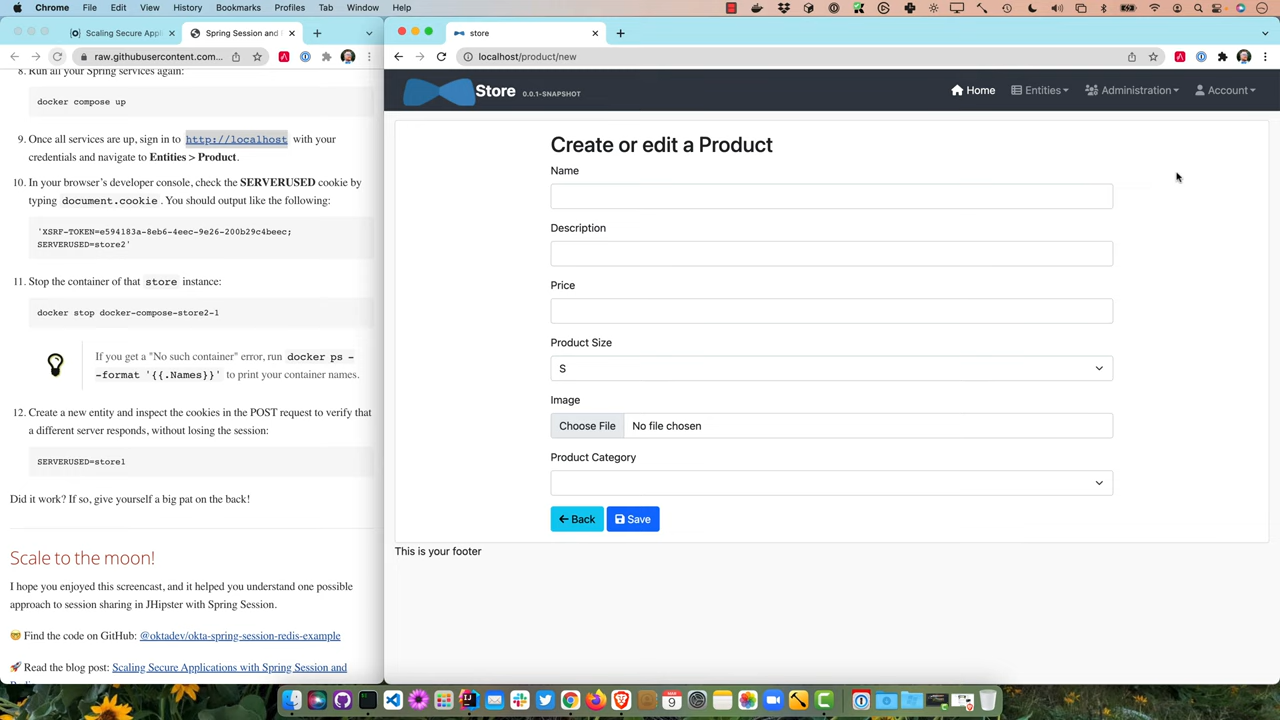 Chrome File Edit View History Bookmarks Profiles Tab Window Help
Scaling Secure Appl
Spring Session and
raw.githubusercontent.com...
8. Run all your Spring services again:
docker compose up
9. Once all services are up, sign in to http://localhost with your
credentials and navigate to Entities > Product.
10. In your browser’s developer console, check the SERVERUSED cookie by
typing document.cookie. You should output like the following:
'XSRF-TOKEN=e594183a-8eb6-4eec-9e26-200b29c4beec;
SERVERUSED=store2'
11. Stop the container of that store instance:
docker stop docker-compose-store2-1
If you get a "No such container" error, run docker ps -
-format '{{.Names}}' to print your container names.
12. Create a new entity and inspect the cookies in the POST request to verify that
a different server responds, without losing the session:
SERVERUSED=store1
Did it work? If so, give yourself a big pat on the back!
Scale to the moon!
I hope you enjoyed this screencast, and it helped you understand one possible
approach to session sharing in JHipster with Spring Session.
Find the code on GitHub: @oktadev/okta-spring-session-redis-example
Read the blog post: Scaling Secure Applications with Spring Session and
store
localhost/product/new
Store 0.0.1-SNAPSHOT
Home Entities Administration Account
Create or edit a Product
Name
Description
Price
Product Size
S
Image
Choose File No file chosen
Product Category
Back Save
This is your footer
MAR
9